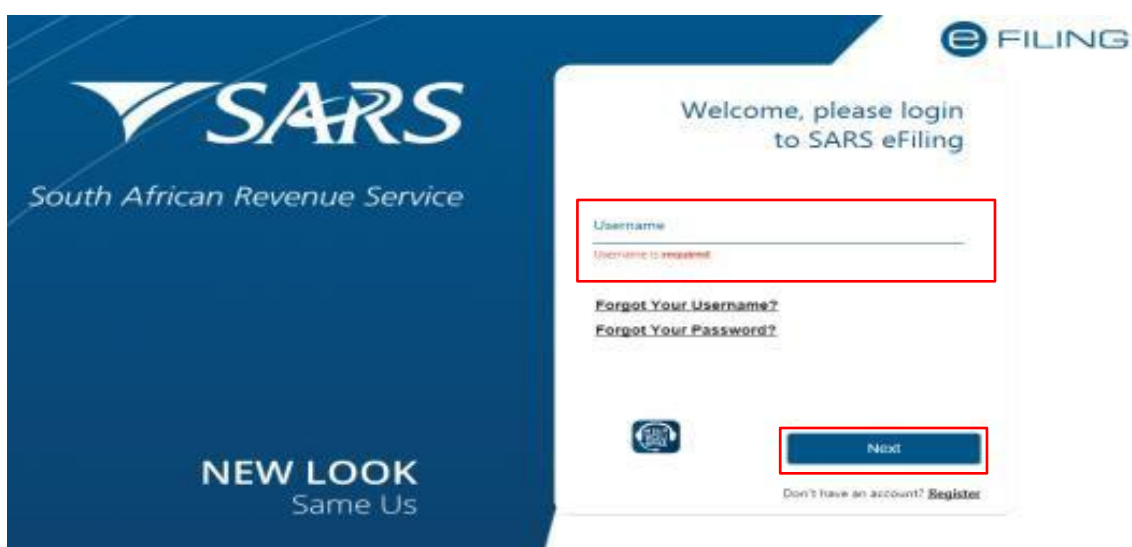 e FILING
SARS
South African Revenue Service
Welcome, please login
to SARS eFiling
Username
Username is required
Forgot Your Username?
Forgot Your Password?
Next
Don't have an account? Register
NEW LOOK
Same Us